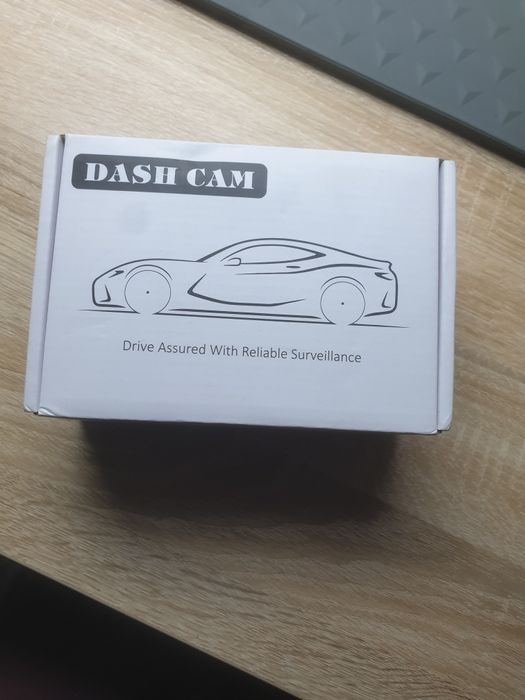 DASH CAM
Drive Assured With Reliable Surveillance